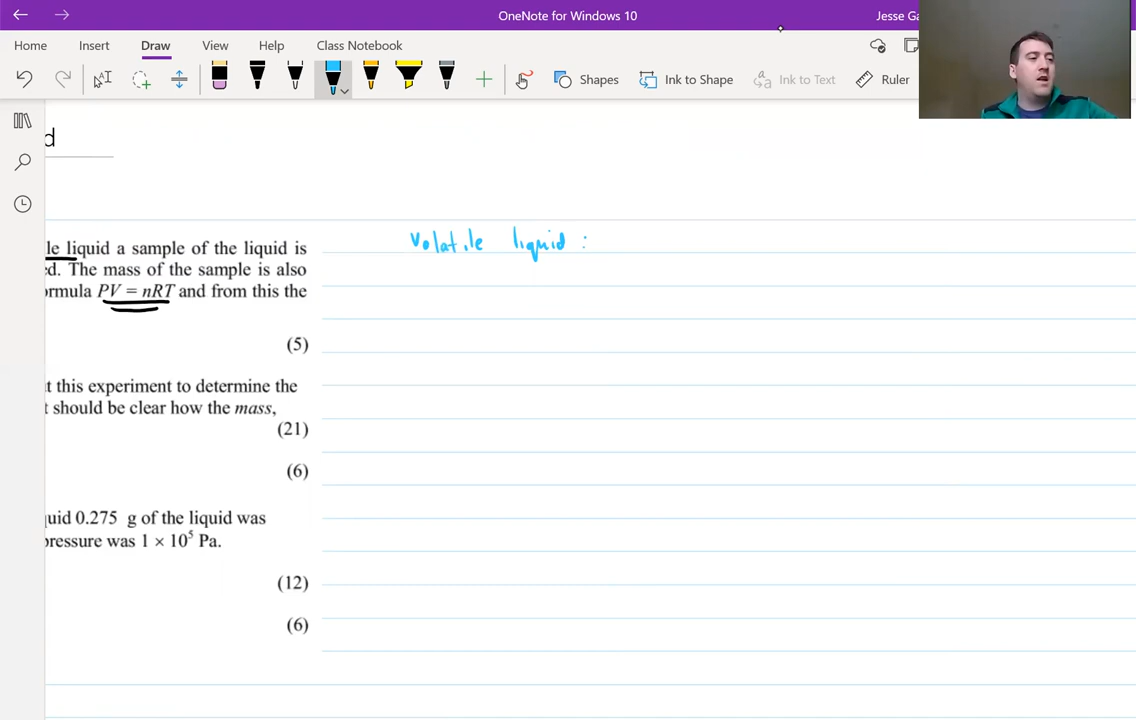 OneNote for Windows 10
Jesse Ga
Home Insert Draw View Help Class Notebook
Shapes Ink to Shape Ink to Text Ruler
d
le liquid a sample of the liquid is
ed. The mass of the sample is also
ormula PV = nRT and from this the
(5)
t this experiment to determine the
t should be clear how the mass,
(21)
(6)
quid 0.275 g of the liquid was
pressure was 1 × 10⁵ Pa.
(12)
(6)
Volatile liquid :